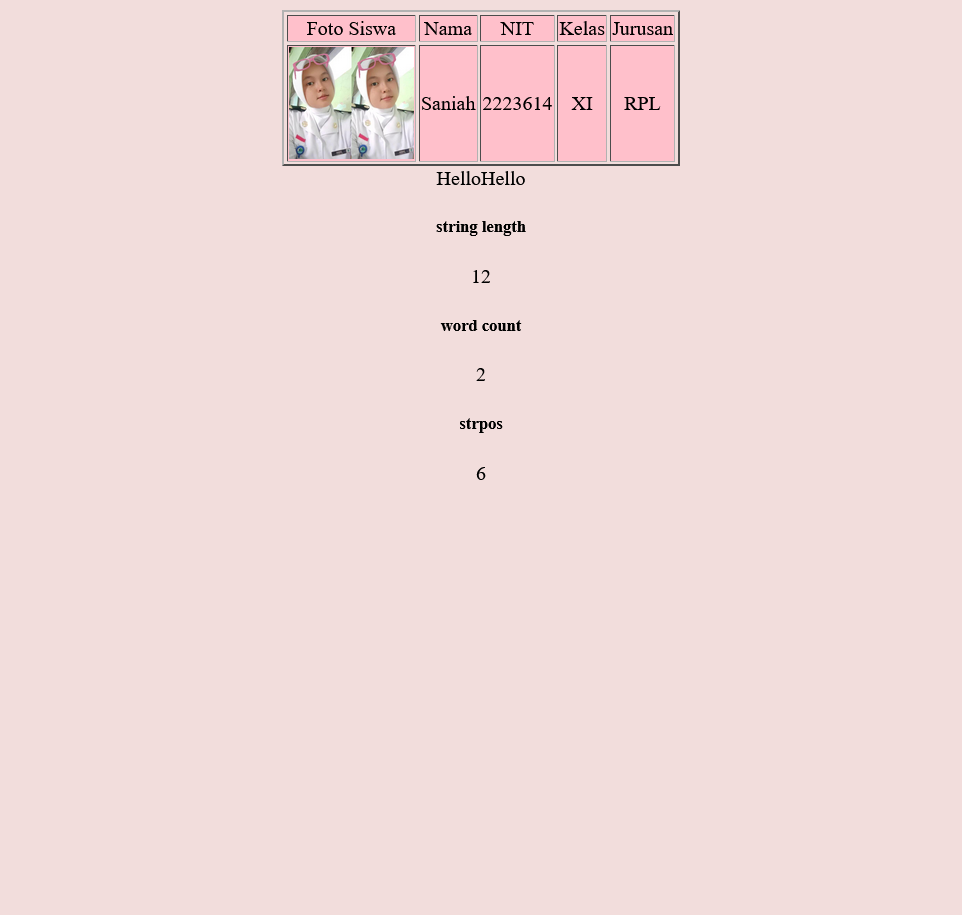 Foto Siswa Nama NIT Kelas Jurusan
Saniah 2223614 XI RPL
HelloHello
string length
12
word count
2
strpos
6